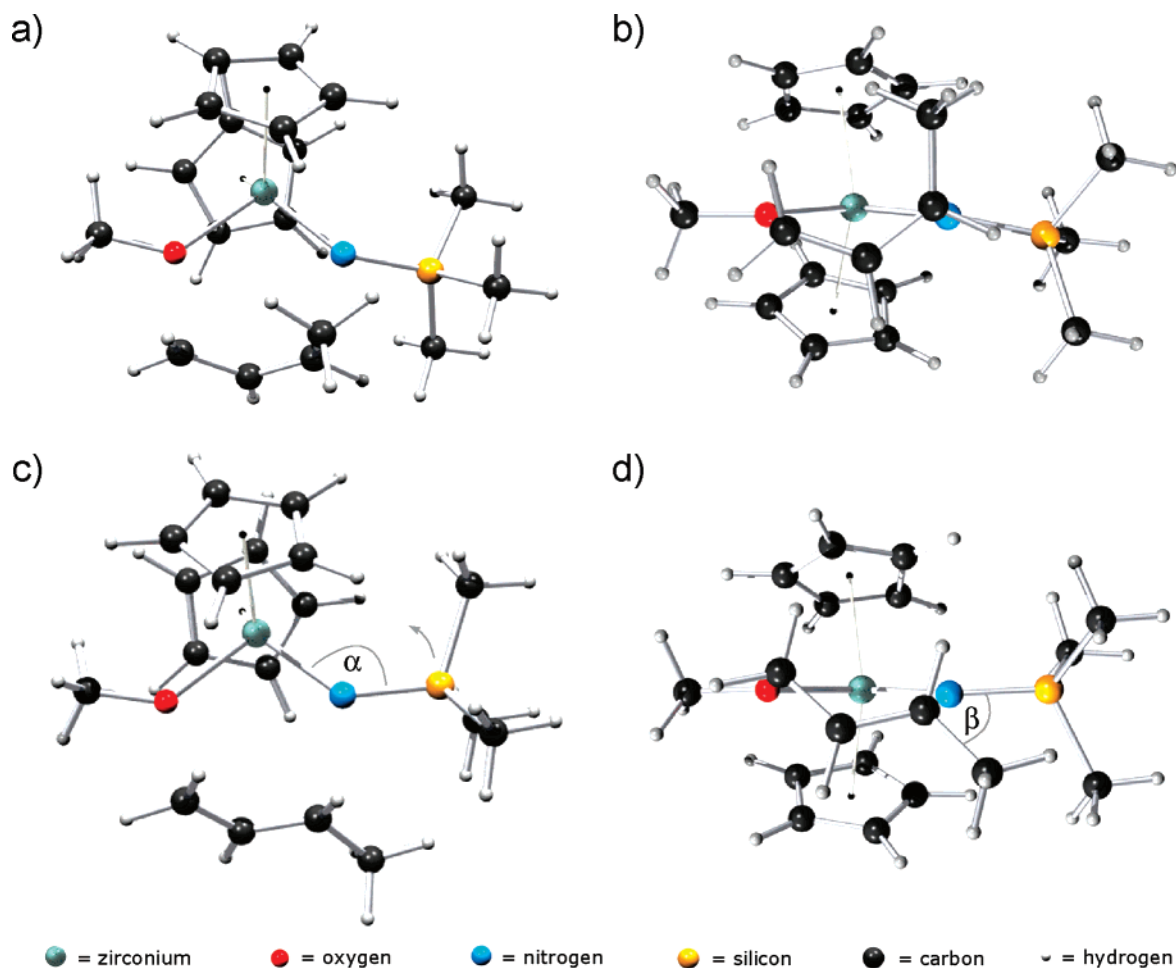 a)
b)
c)
d)
α
β
= zirconium = oxygen = nitrogen = silicon = carbon = hydrogen